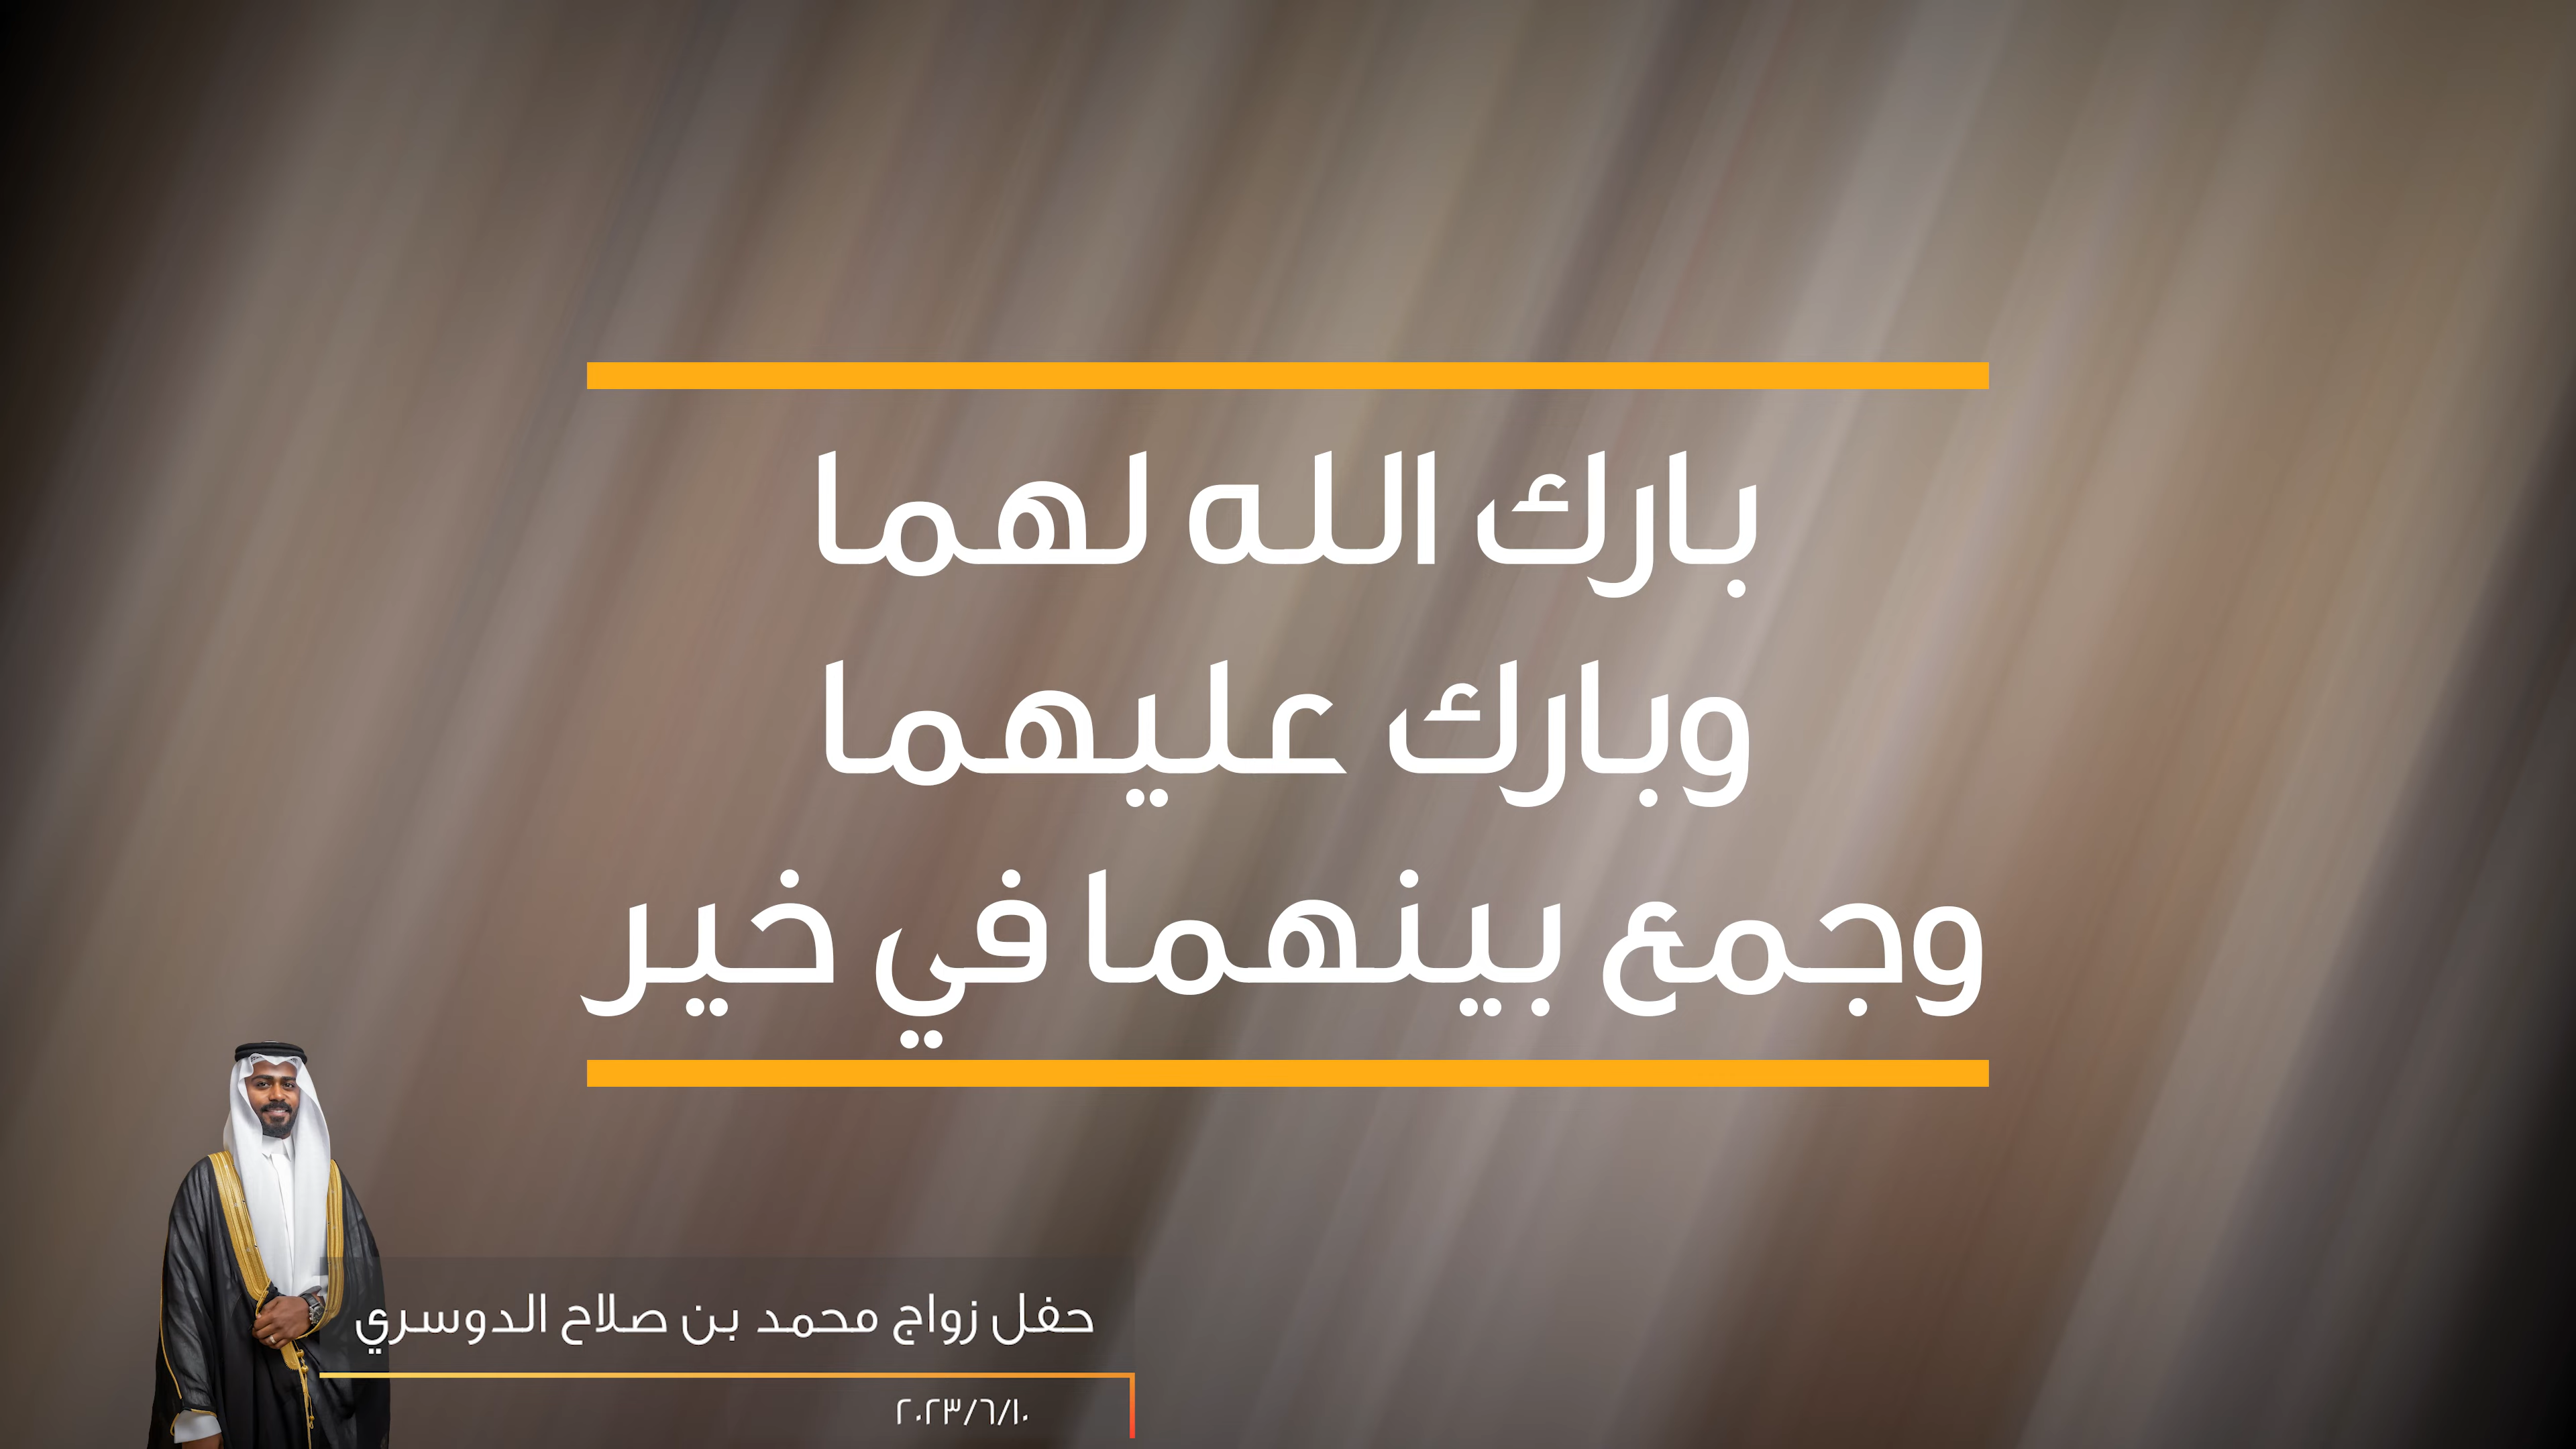 بارك الله لهما
وبارك عليهما
وجمع بينهما في خير
حفل زواج محمد بن صلاح الدوسري
٢٠٢٣/٦/١٠